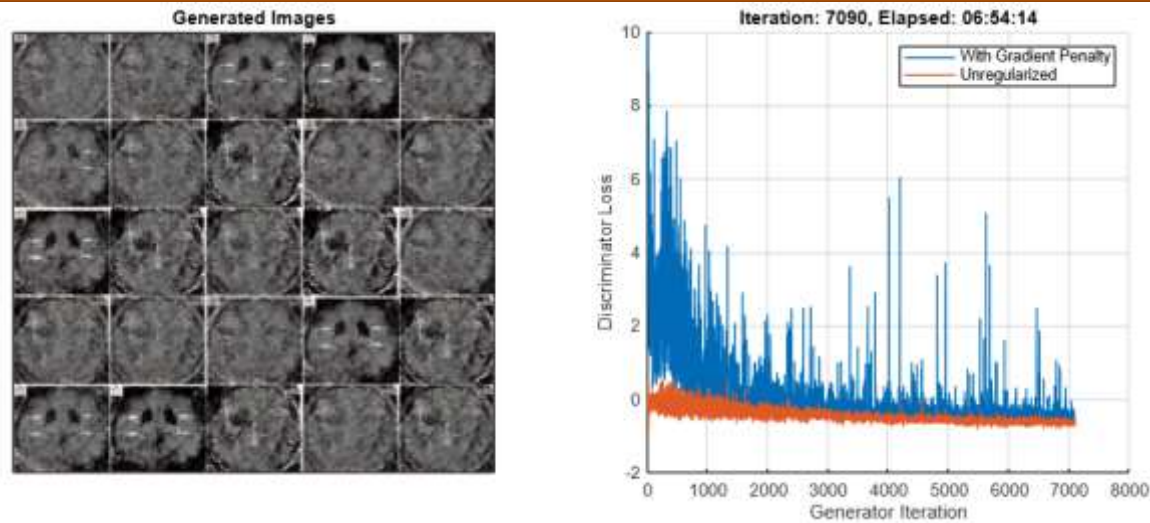 Generated Images
Iteration: 7090, Elapsed: 06:54:14
10
8
6
4
2
0
-2
Discriminator Loss
With Gradient Penalty
Unregularized
0 1000 2000 3000 4000 5000 6000 7000 8000
Generator Iteration